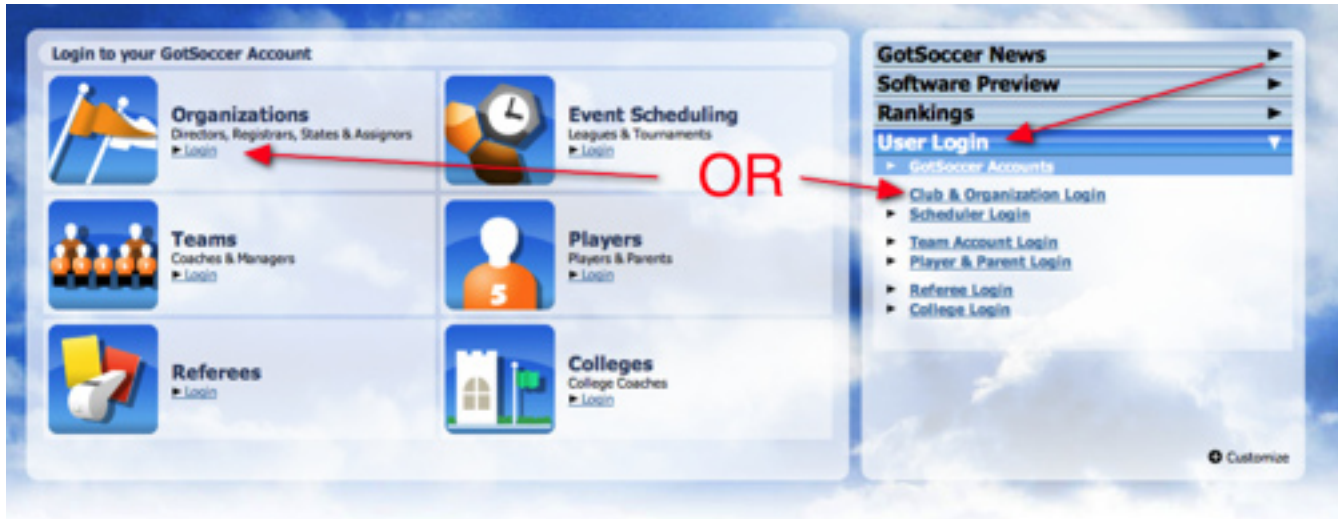 Login to your GotSoccer Account
Organizations
Directors, Registrars, States & Assignors
Login
Event Scheduling
Leagues & Tournaments
Login
Teams
Coaches & Managers
Login
Players
Players & Parents
Login
5
Referees
Login
Colleges
College Coaches
Login
OR
GotSoccer News
Software Preview
Rankings
User Login
GotSoccer Accounts
Club & Organization Login
Scheduler Login
Team Account Login
Player & Parent Login
Referee Login
College Login
Customize